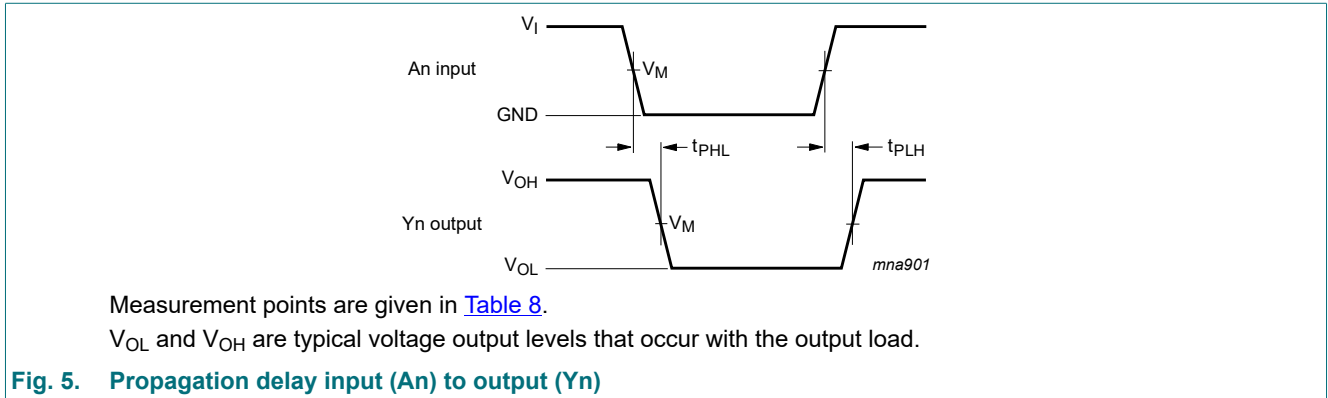 V_I
An input
V_M
GND
t_PHL
t_PLH
V_OH
Yn output
V_M
V_OL
mna901
Measurement points are given in Table 8.
V_OL and V_OH are typical voltage output levels that occur with the output load.
Fig. 5. Propagation delay input (An) to output (Yn)